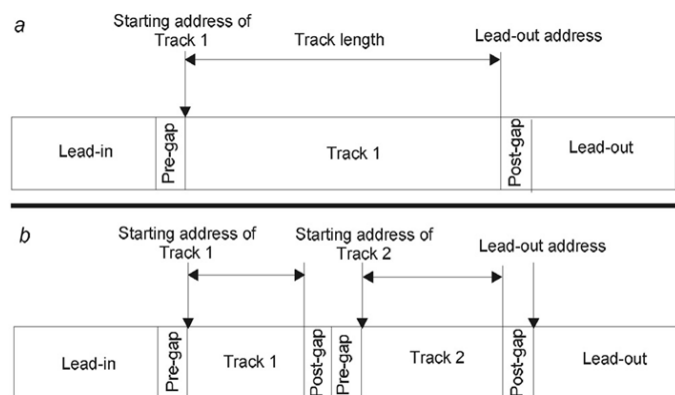 a
Starting address of
Track 1
Track length
Lead-out address
Lead-in
Pre-gap
Track 1
Post-gap
Lead-out
b
Starting address of
Track 1
Starting address of
Track 2
Lead-out address
Lead-in
Pre-gap
Track 1
Post-gap
Pre-gap
Track 2
Post-gap
Lead-out